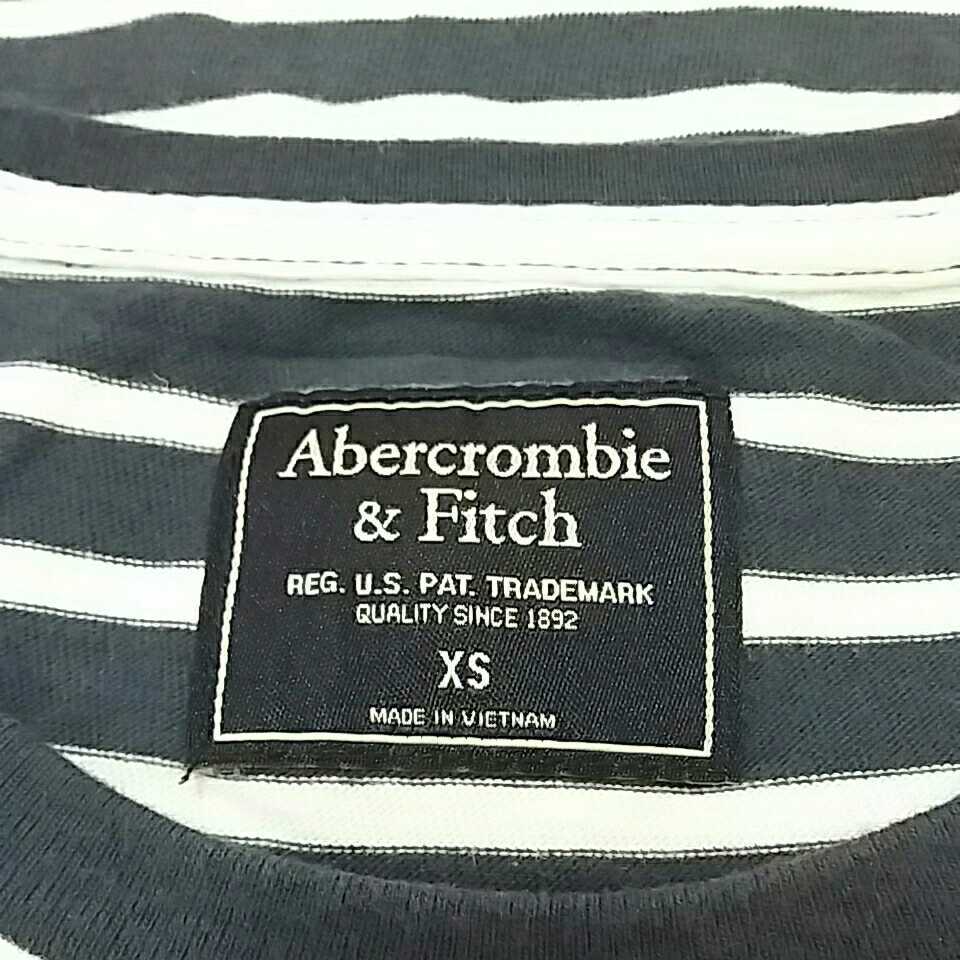 Abercrombie
& Fitch
REG. U.S. PAT. TRADEMARK
QUALITY SINCE 1892
XS
MADE IN VIETNAM